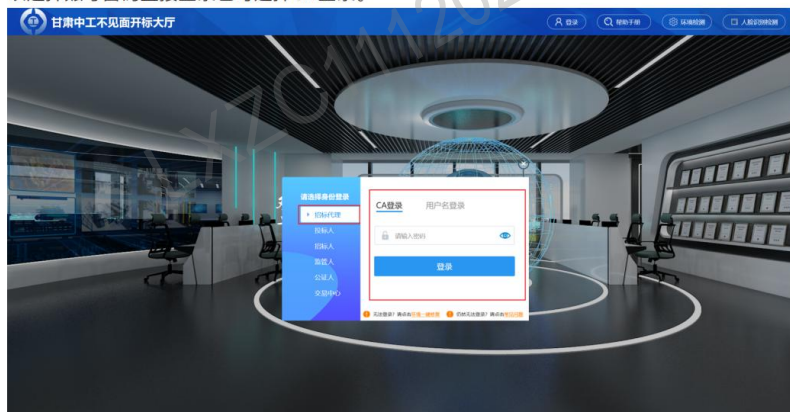 甘肃中工不见面开标大厅
登录
帮助手册
环境检测
人脸识别检测
请选择身份登录
招标代理
投标人
招标人
监管人
公证人
交易中心
CA登录
用户名登录
请输入密码
登录
无法登录?请点击
仍然无法登录?请点击